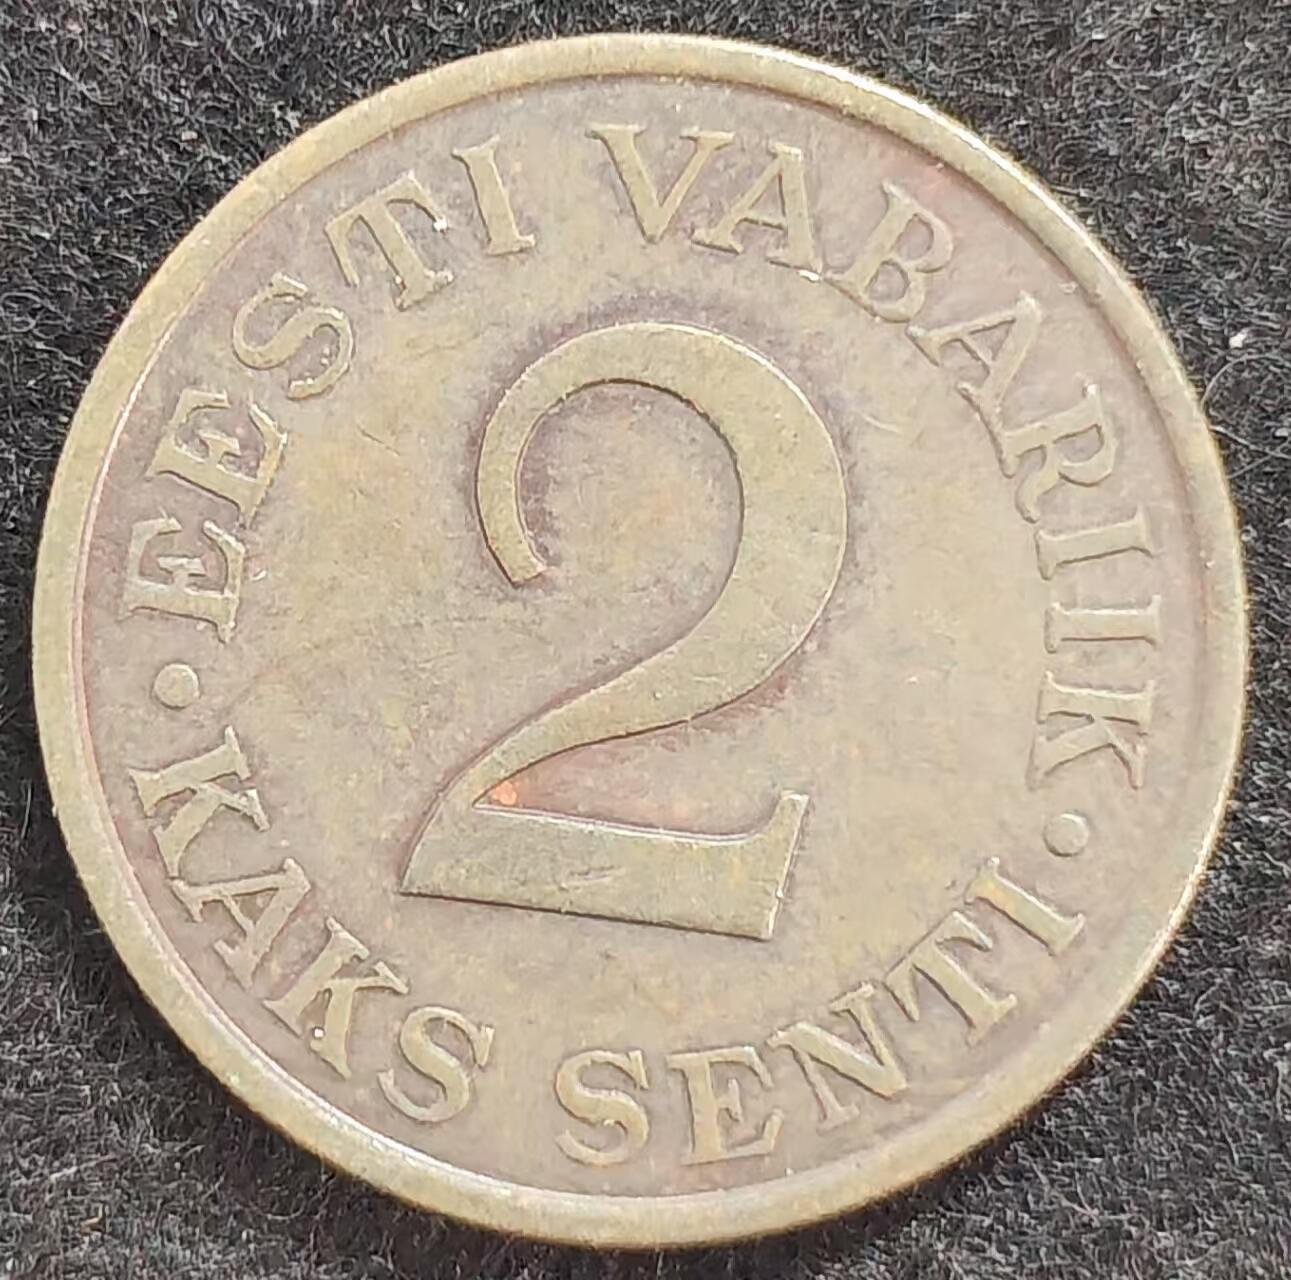 EESTI VABARIIK
2
KAKS SENTI